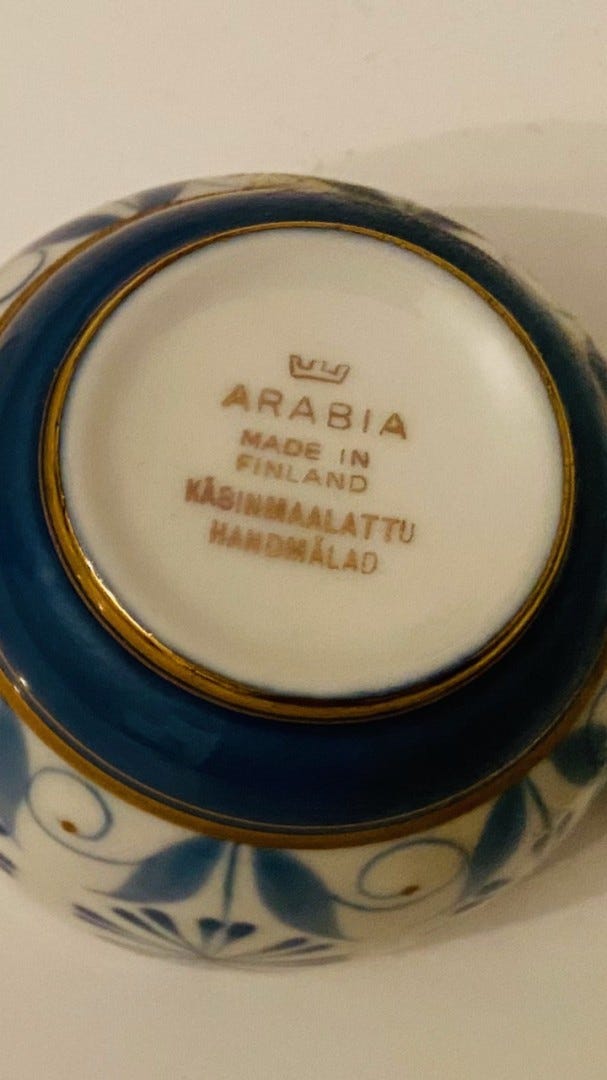 ARABIA
MADE IN
FINLAND
KÄSINMAALATTU
HANDMÅLAD